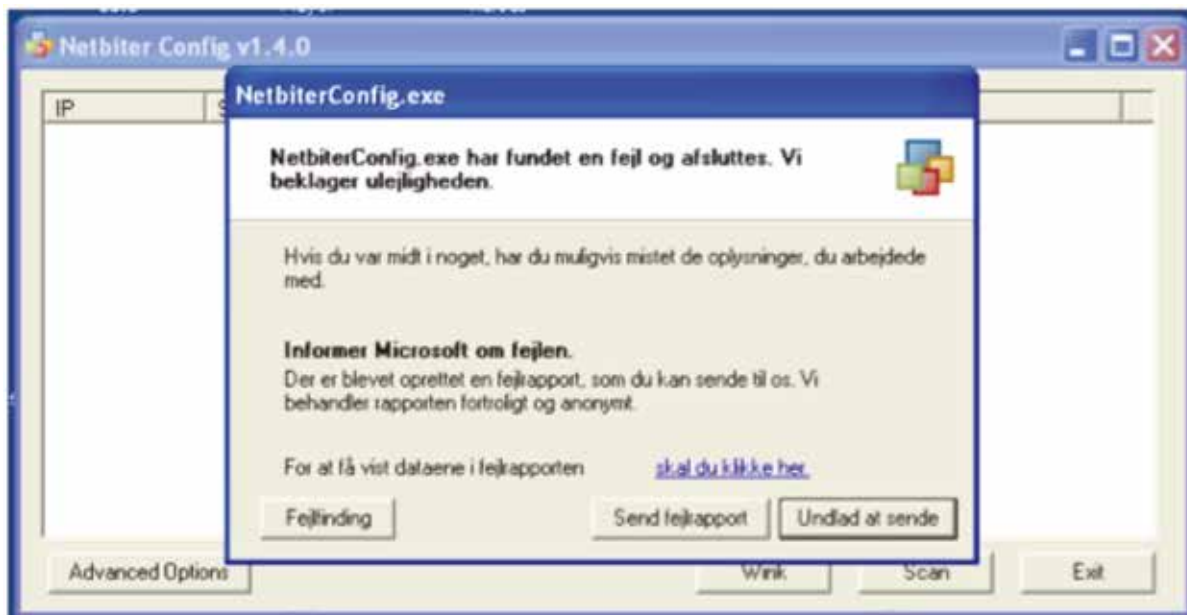 Netbiter Config v1.4.0
IP
NetbiterConfig.exe
NetbiterConfig.exe har fundet en fejl og afsluttes. Vi
beklager ulejligheden.
Hvis du var midt i noget, har du muligvis mistet de oplysninger, du arbejdede
med.
Informer Microsoft om fejlen.
Der er blevet oprettet en fejlrapport, som du kan sende til os. Vi
behandler rapporten fortroligt og anonymt.
For at få vist dataene i fejlrapporten skal du klikke her.
Fejlfinding Send fejlrapport Undlad at sende
Advanced Options Wink Scan Exit